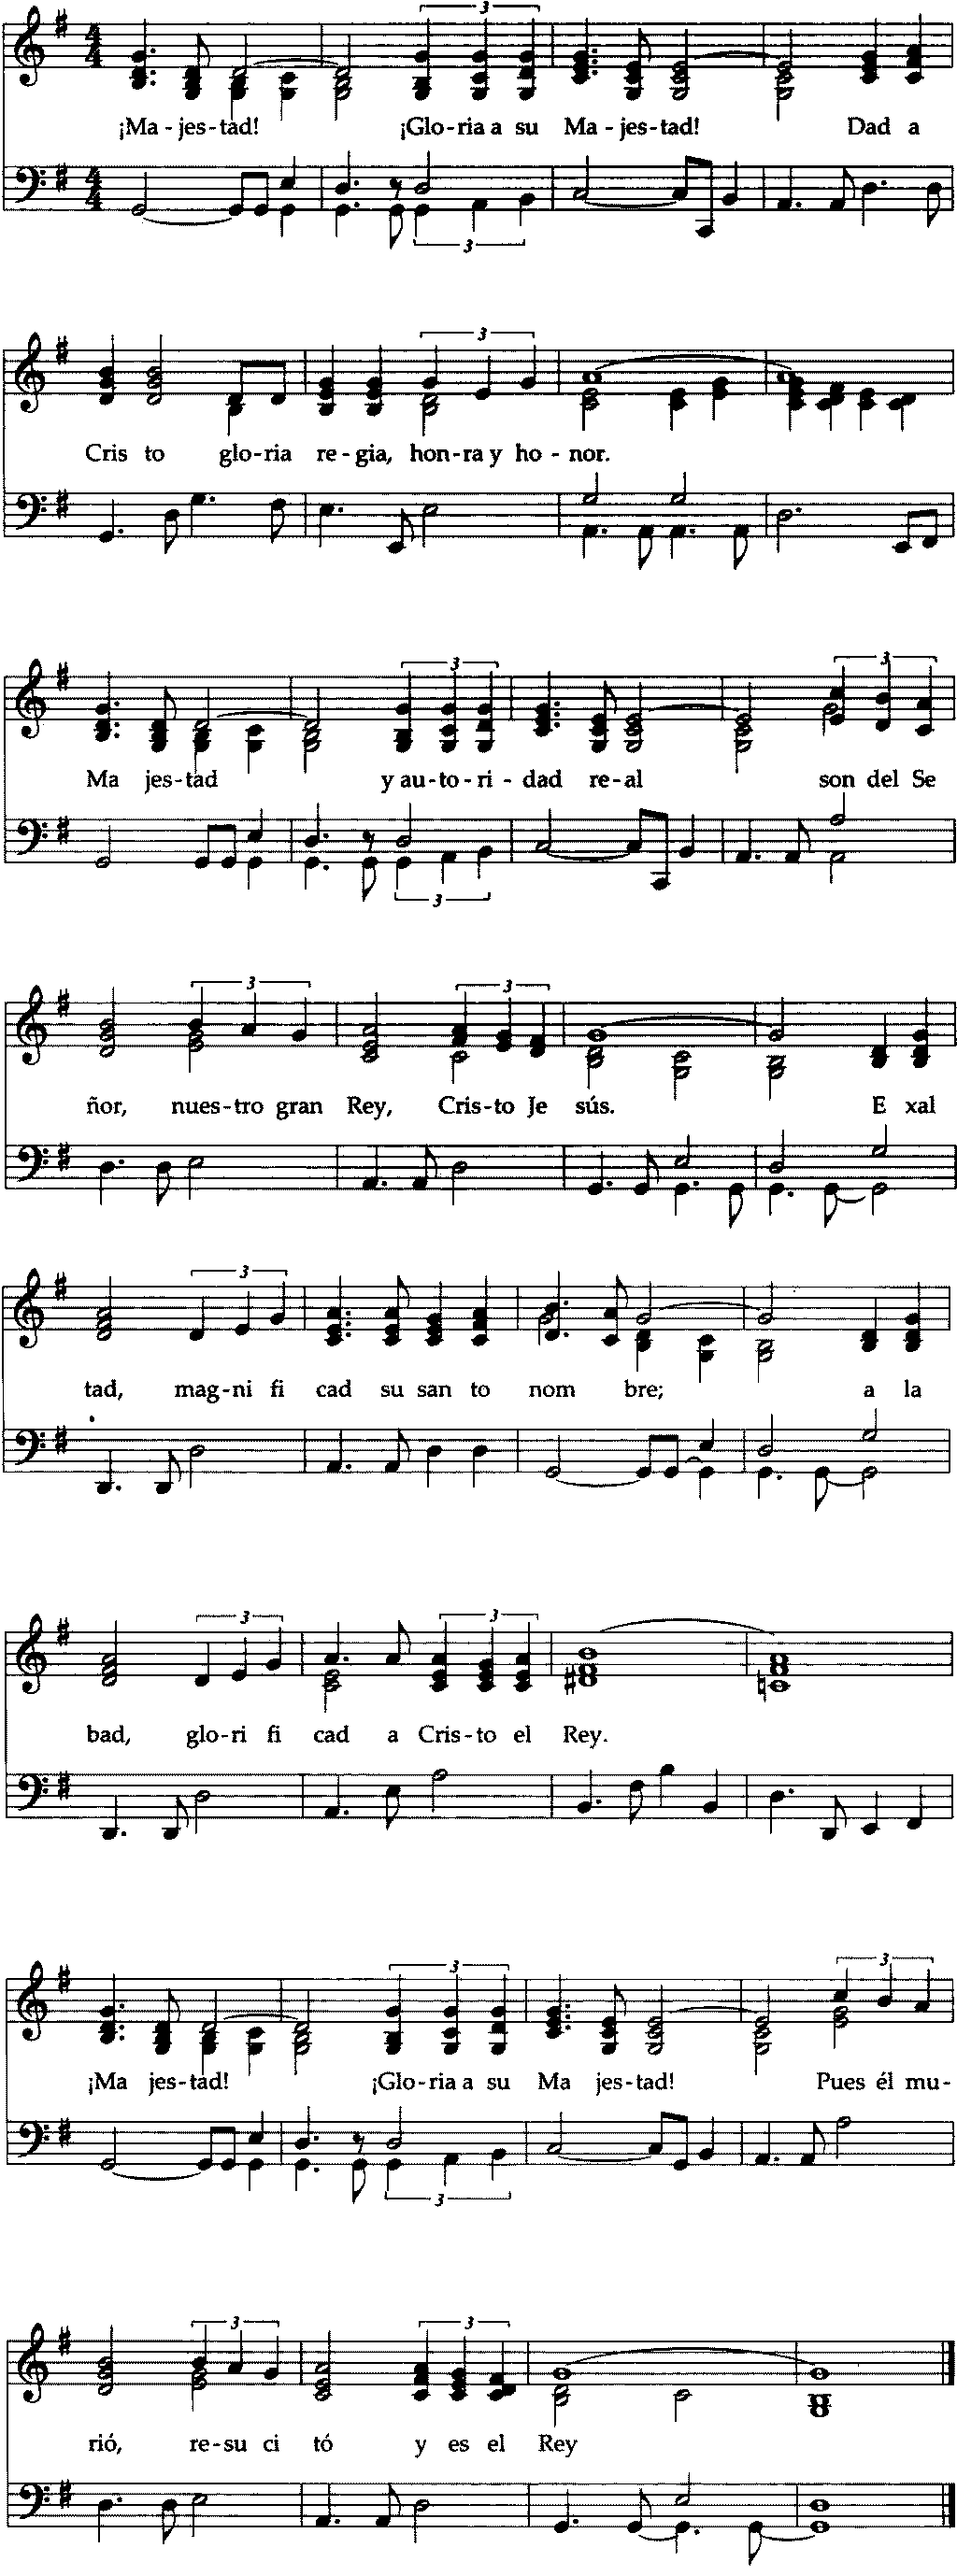 ¡Ma - jes - tad! ¡Glo - ria a su Ma - jes - tad! Dad a
Cris to glo - ria re - gia, hon - ra y ho - nor.
Ma jes - tad y au - to - ri - dad re - al son del Se
ñor, nues - tro gran Rey, Cris - to Je sús. E xal
tad, mag - ni fi cad su san to nom bre; a la
bad, glo - ri fi cad a Cris - to el Rey.
¡Ma jes - tad! ¡Glo - ria a su Ma jes - tad! Pues él mu -
rió, re - su ci tó y es el Rey